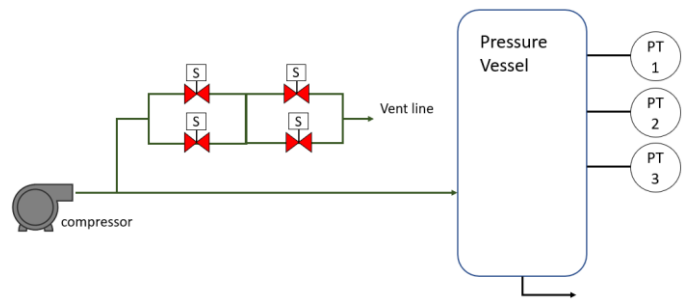 Pressure
Vessel
PT
1
S
S
Vent line
PT
2
S
S
PT
3
compressor